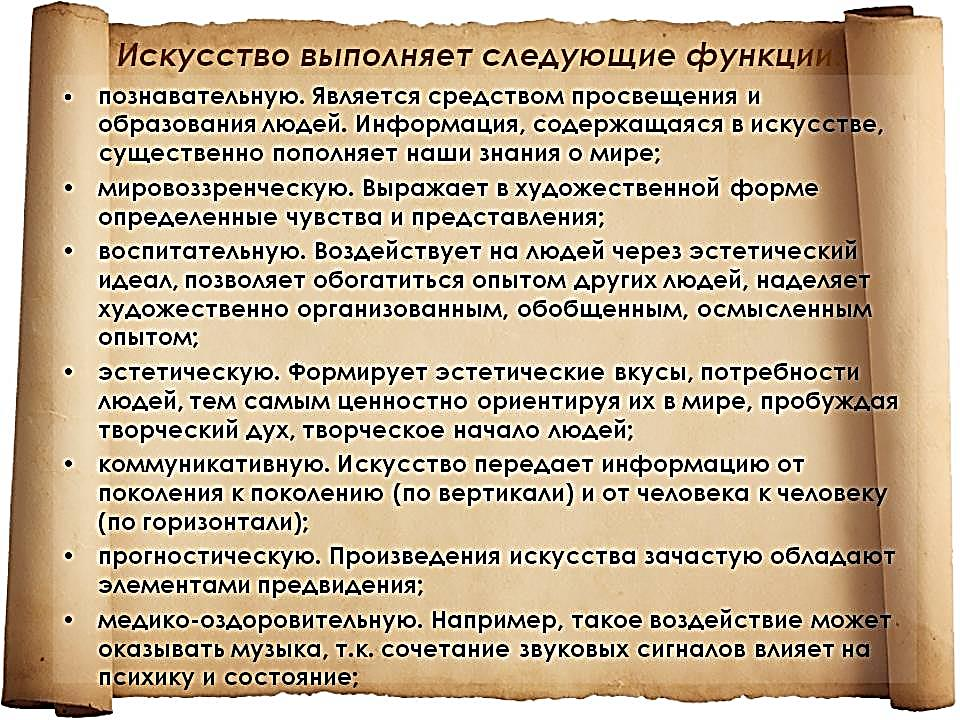 Искусство выполняет следующие функции:
• познавательную. Является средством просвещения и
образования людей. Информация, содержащаяся в искусстве,
существенно пополняет наши знания о мире;
• мировоззренческую. Выражает в художественной форме
определенные чувства и представления;
• воспитательную. Воздействует на людей через эстетический
идеал, позволяет обогатиться опытом других людей, наделяет
художественно организованным, обобщенным, осмысленным
опытом;
• эстетическую. Формирует эстетические вкусы, потребности
людей, тем самым ценностно ориентируя их в мире, пробуждая
творческий дух, творческое начало людей;
• коммуникативную. Искусство передает информацию от
поколения к поколению (по вертикали) и от человека к человеку
(по горизонтали);
• прогностическую. Произведения искусства зачастую обладают
элементами предвидения;
• медико-оздоровительную. Например, такое воздействие может
оказывать музыка, т.к. сочетание звуковых сигналов влияет на
психику и состояние;